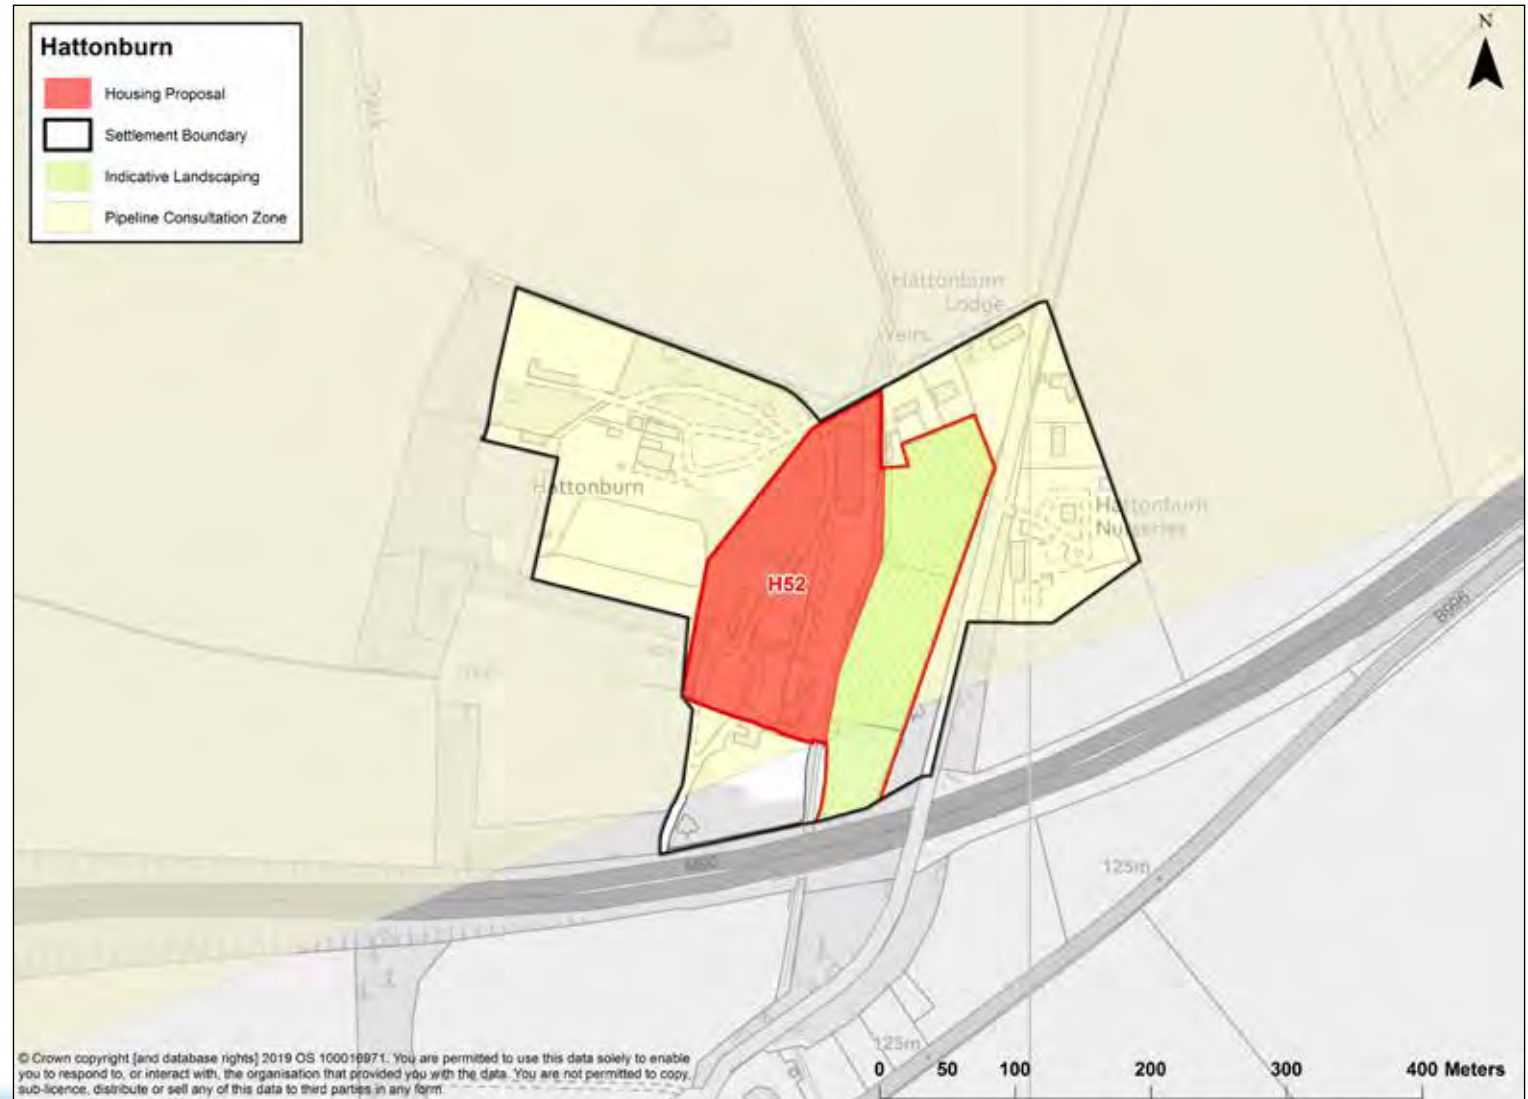 Hattonburn
Housing Proposal
Settlement Boundary
Indicative Landscaping
Pipeline Consultation Zone
N
Hattonburn
Lodge
Hattonburn
Hattonburn
Nurseries
H52
B996
M90
125m
125m
© Crown copyright [and database rights] 2019 OS 100016971. You are permitted to use this data solely to enable
you to respond to, or interact with, the organisation that provided you with the data. You are not permitted to copy,
sub-licence, distribute or sell any of this data to third parties in any form
0 50 100 200 300 400 Meters